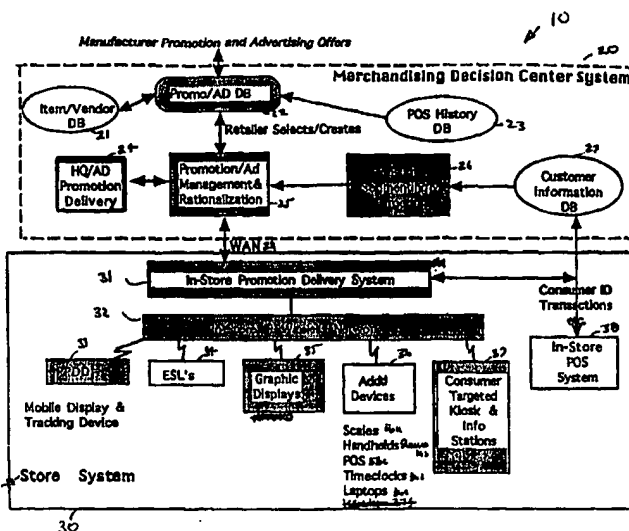 10
Manufacturer Promotion and Advertising Offers
20
Merchandising Decision Center System
Item/Vendor
DB
21
Promo/AD DB
22
POS History
DB
23
Retailer Selects/Creates
24
HQ/AD
Promotion
Delivery
Promotion/Ad
Management &
Rationalization
25
26
27
Customer
Information
DB
WAN
31
In-Store Promotion Delivery System
Consumer ID
Transactions
32
38
In-Store
POS
System
33
34
ESL's
35
Graphic
Displays
36
Addtl
Devices
37
Consumer
Targeted
Kiosk &
Info
Stations
Mobile Display &
Tracking Device
Scales
Handhelds
POS
Timeclocks
Laptops
Store System
30